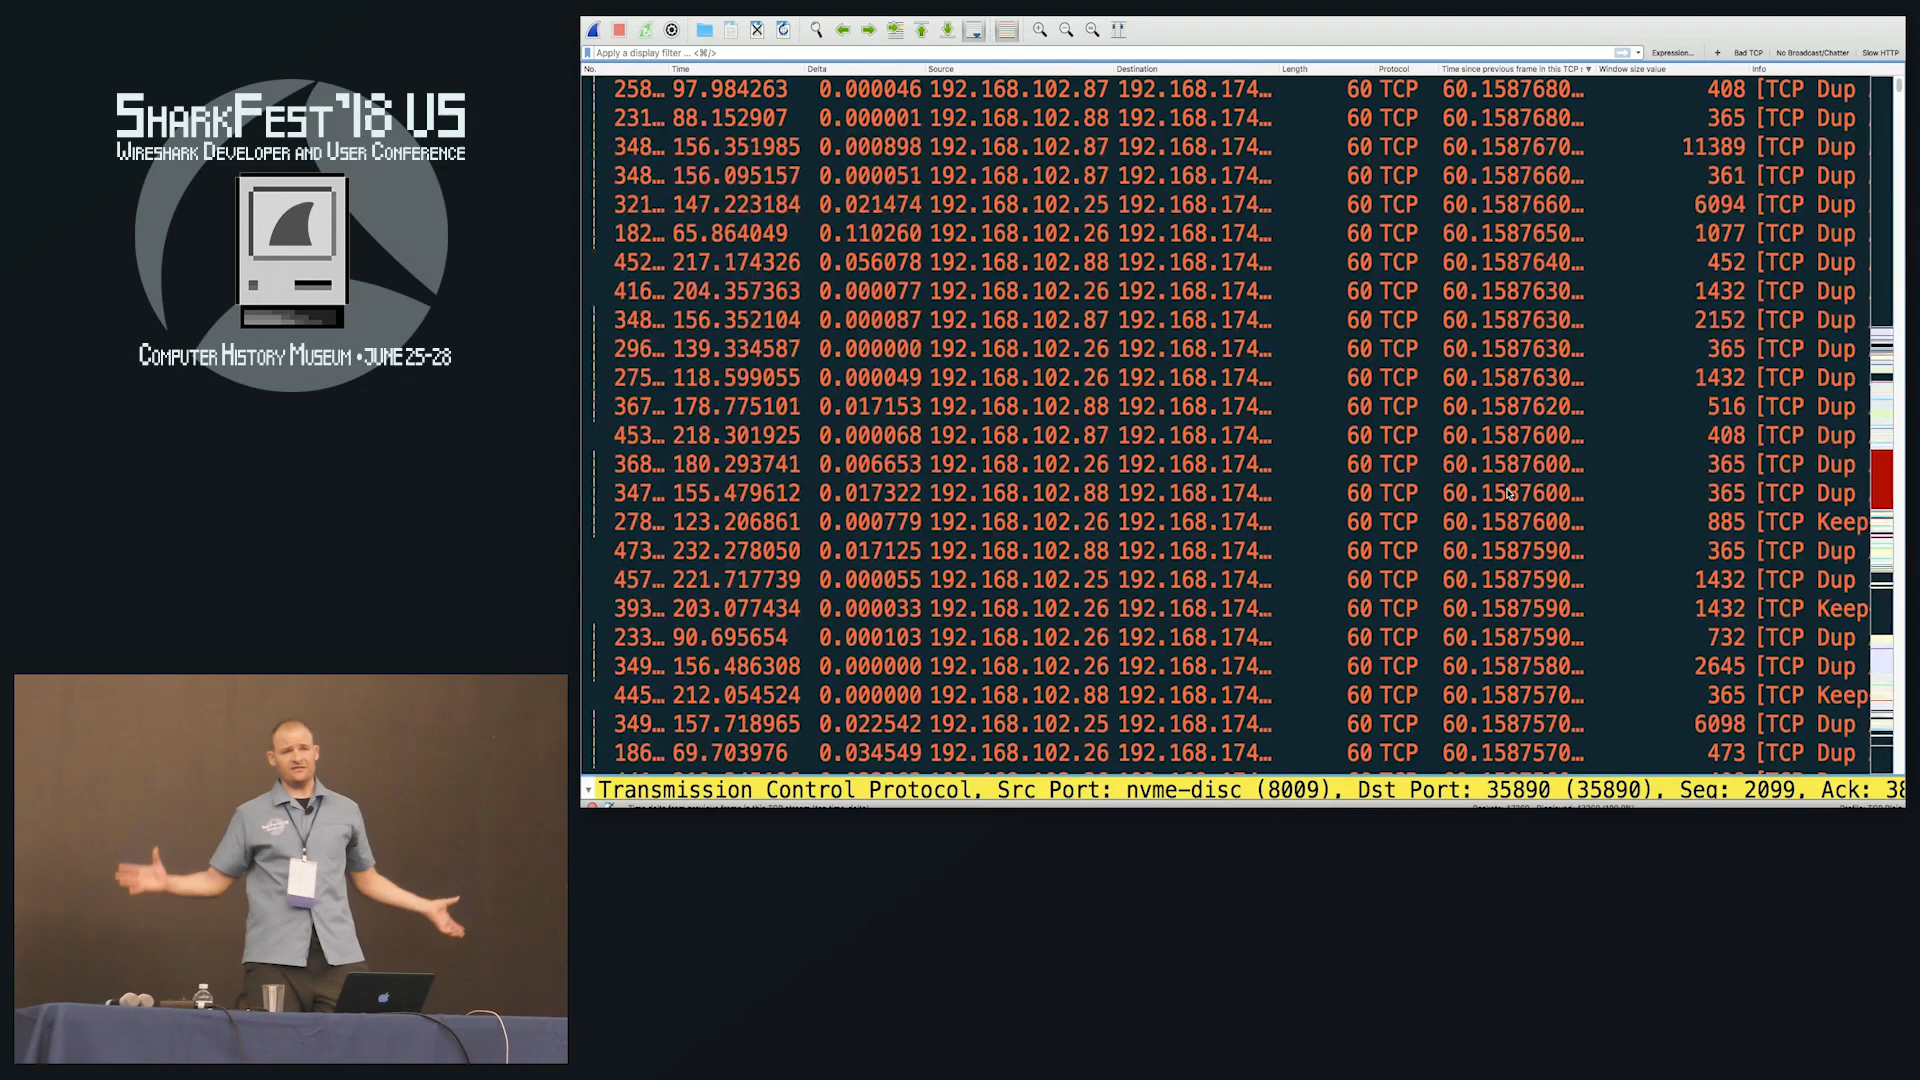 SHARKFEST '18 US
WIRESHARK DEVELOPER AND USER CONFERENCE
COMPUTER HISTORY MUSEUM • JUNE 25-28
Apply a display filter ... <⌘/>
Expression... + Bad TCP No Broadcast/Chatter Slow HTTP
No. Time Delta Source Destination Length Protocol Time since previous frame in this TCP s Window size value Info
258... 97.984263 0.000046 192.168.102.87 192.168.174... 60 TCP 60.1587680... 408 [TCP Dup
231... 88.152907 0.000001 192.168.102.88 192.168.174... 60 TCP 60.1587680... 365 [TCP Dup
348... 156.351985 0.000898 192.168.102.87 192.168.174... 60 TCP 60.1587670... 11389 [TCP Dup
348... 156.095157 0.000051 192.168.102.87 192.168.174... 60 TCP 60.1587660... 361 [TCP Dup
321... 147.223184 0.021474 192.168.102.25 192.168.174... 60 TCP 60.1587660... 6094 [TCP Dup
182... 65.864049 0.110260 192.168.102.26 192.168.174... 60 TCP 60.1587650... 1077 [TCP Dup
452... 217.174326 0.056078 192.168.102.88 192.168.174... 60 TCP 60.1587640... 452 [TCP Dup
416... 204.357363 0.000077 192.168.102.26 192.168.174... 60 TCP 60.1587630... 1432 [TCP Dup
348... 156.352104 0.000087 192.168.102.87 192.168.174... 60 TCP 60.1587630... 2152 [TCP Dup
296... 139.334587 0.000000 192.168.102.26 192.168.174... 60 TCP 60.1587630... 365 [TCP Dup
275... 118.599055 0.000049 192.168.102.26 192.168.174... 60 TCP 60.1587630... 1432 [TCP Dup
367... 178.775101 0.017153 192.168.102.88 192.168.174... 60 TCP 60.1587620... 516 [TCP Dup
453... 218.301925 0.000068 192.168.102.87 192.168.174... 60 TCP 60.1587600... 408 [TCP Dup
368... 180.293741 0.006653 192.168.102.26 192.168.174... 60 TCP 60.1587600... 365 [TCP Dup
347... 155.479612 0.017322 192.168.102.88 192.168.174... 60 TCP 60.1587600... 365 [TCP Dup
278... 123.206861 0.000779 192.168.102.26 192.168.174... 60 TCP 60.1587600... 885 [TCP Keep
473... 232.278050 0.017125 192.168.102.88 192.168.174... 60 TCP 60.1587590... 365 [TCP Dup
457... 221.717739 0.000055 192.168.102.25 192.168.174... 60 TCP 60.1587590... 1432 [TCP Dup
393... 203.077434 0.000033 192.168.102.26 192.168.174... 60 TCP 60.1587590... 1432 [TCP Keep
233... 90.695654 0.000103 192.168.102.26 192.168.174... 60 TCP 60.1587590... 732 [TCP Dup
349... 156.486308 0.000000 192.168.102.26 192.168.174... 60 TCP 60.1587580... 2645 [TCP Dup
445... 212.054524 0.000000 192.168.102.88 192.168.174... 60 TCP 60.1587570... 365 [TCP Keep
349... 157.718965 0.022542 192.168.102.25 192.168.174... 60 TCP 60.1587570... 6098 [TCP Dup
186... 69.703976 0.034549 192.168.102.26 192.168.174... 60 TCP 60.1587570... 473 [TCP Dup
Transmission Control Protocol, Src Port: nvme-disc (8009), Dst Port: 35890 (35890), Seq: 2099, Ack: 38